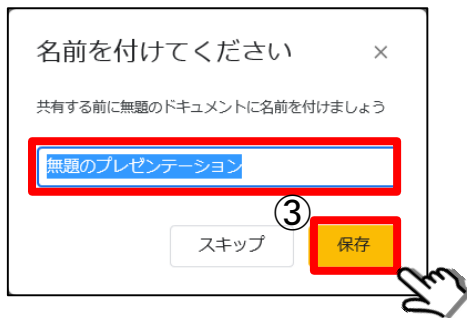 名前を付けてください ×
共有する前に無題のドキュメントに名前を付けましょう
無題のプレゼンテーション
③
スキップ 保存